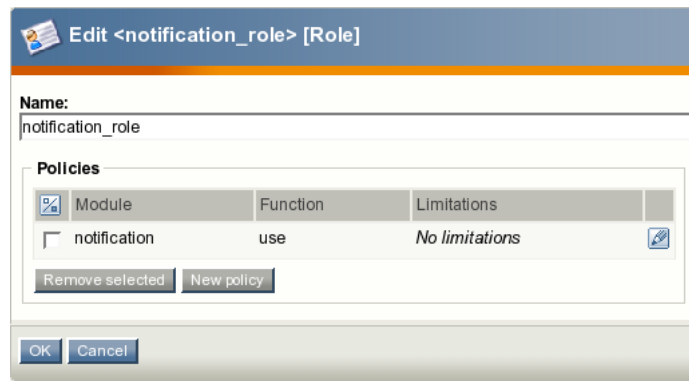 Edit <notification_role> [Role]
Name:
notification_role
Policies
Module Function Limitations
notification use No limitations
Remove selected New policy
OK Cancel